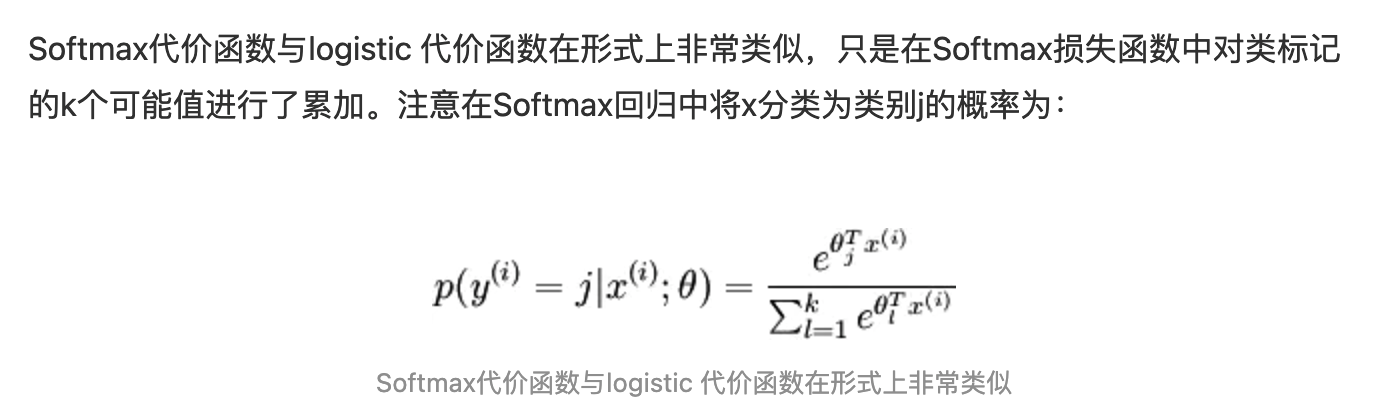 Softmax代价函数与logistic 代价函数在形式上非常类似，只是在Softmax损失函数中对类标记
的k个可能值进行了累加。注意在Softmax回归中将x分类为类别j的概率为：
p(y^{(i)} = j|x^{(i)}; θ) = \frac{e^{θ_j^T x^{(i)}}}{\sum_{l=1}^{k} e^{θ_l^T x^{(i)}}}
Softmax代价函数与logistic 代价函数在形式上非常类似